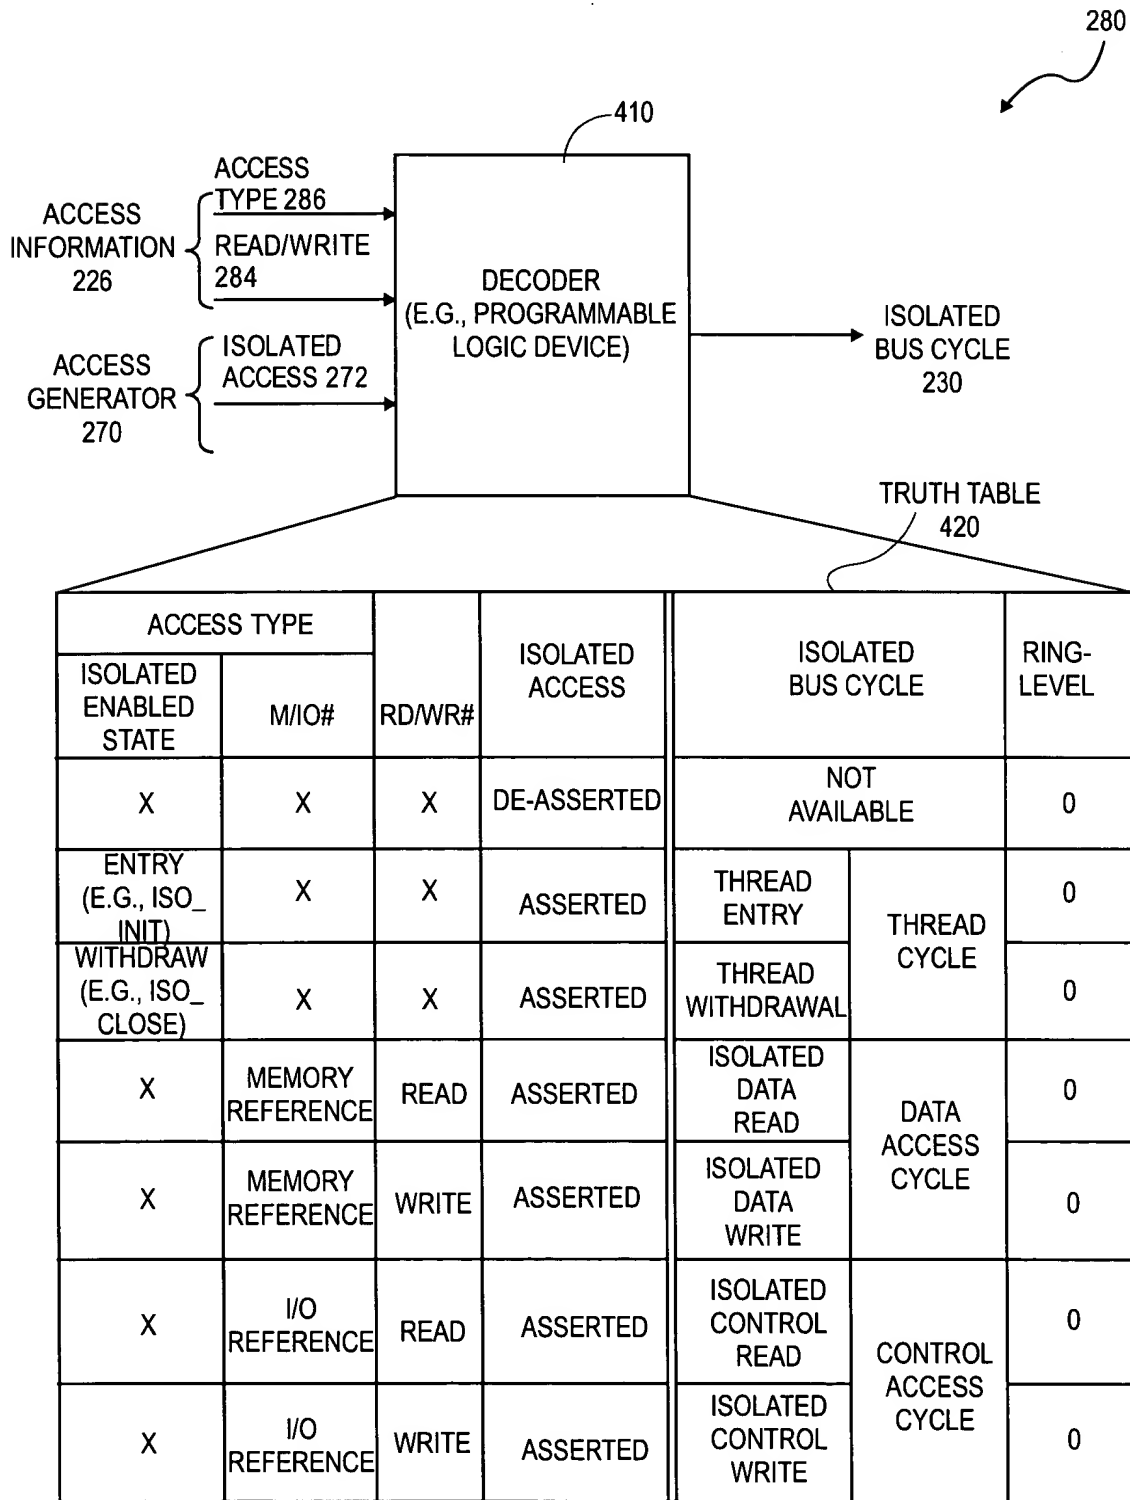 280
410
ACCESS
TYPE 286
ACCESS
INFORMATION
226
READ/WRITE
284
DECODER
(E.G., PROGRAMMABLE
LOGIC DEVICE)
ISOLATED
BUS CYCLE
230
ACCESS
GENERATOR
270
ISOLATED
ACCESS 272
TRUTH TABLE
420
ACCESS TYPE
ISOLATED
ENABLED
STATE
M/IO#
RD/WR#
ISOLATED
ACCESS
ISOLATED
BUS CYCLE
RING-
LEVEL
X
X
X
DE-ASSERTED
NOT
AVAILABLE
0
ENTRY
(E.G., ISO_
INIT)
X
X
ASSERTED
THREAD
ENTRY
THREAD
CYCLE
0
WITHDRAW
(E.G., ISO_
CLOSE)
X
X
ASSERTED
THREAD
WITHDRAWAL
0
X
MEMORY
REFERENCE
READ
ASSERTED
ISOLATED
DATA
READ
DATA
ACCESS
CYCLE
0
X
MEMORY
REFERENCE
WRITE
ASSERTED
ISOLATED
DATA
WRITE
0
X
I/O
REFERENCE
READ
ASSERTED
ISOLATED
CONTROL
READ
CONTROL
ACCESS
CYCLE
0
X
I/O
REFERENCE
WRITE
ASSERTED
ISOLATED
CONTROL
WRITE
0